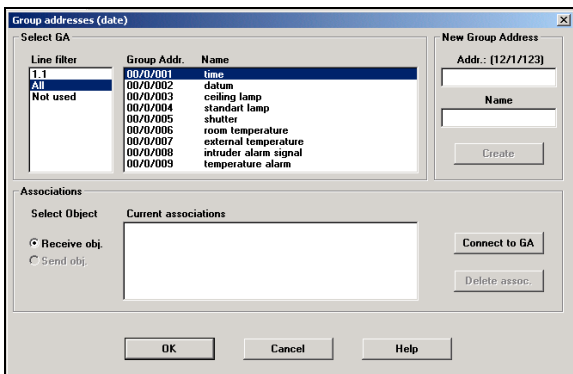 Group addresses (date)
Select GA
Line filter
1.1
All
Not used
Group Addr. Name
00/0/001 time
00/0/002 datum
00/0/003 ceiling lamp
00/0/004 standart lamp
00/0/005 shutter
00/0/006 room temperature
00/0/007 external temperature
00/0/008 intruder alarm signal
00/0/009 temperature alarm
New Group Address
Addr.: (12/1/123)
Name
Create
Associations
Select Object
Receive obj.
Send obj.
Current associations
Connect to GA
Delete assoc.
OK Cancel Help